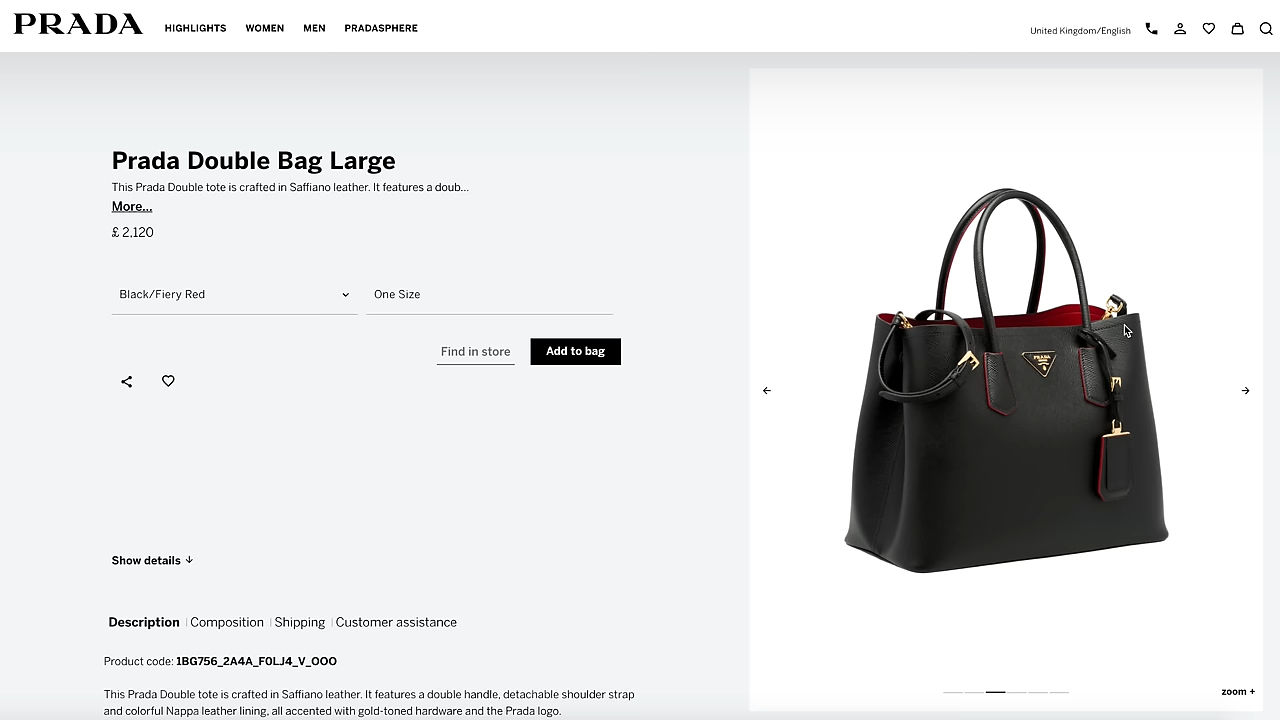 PRADA HIGHLIGHTS WOMEN MEN PRADASPHERE United Kingdom/English
Prada Double Bag Large
This Prada Double tote is crafted in Saffiano leather. It features a doub...
More...
£ 2,120
Black/Fiery Red One Size
Find in store Add to bag
PRADA
Show details
Description Composition Shipping Customer assistance
Product code: 1BG756_2A4A_F0LJ4_V_OOO
This Prada Double tote is crafted in Saffiano leather. It features a double handle, detachable shoulder strap
and colorful Nappa leather lining, all accented with gold-toned hardware and the Prada logo.
zoom +